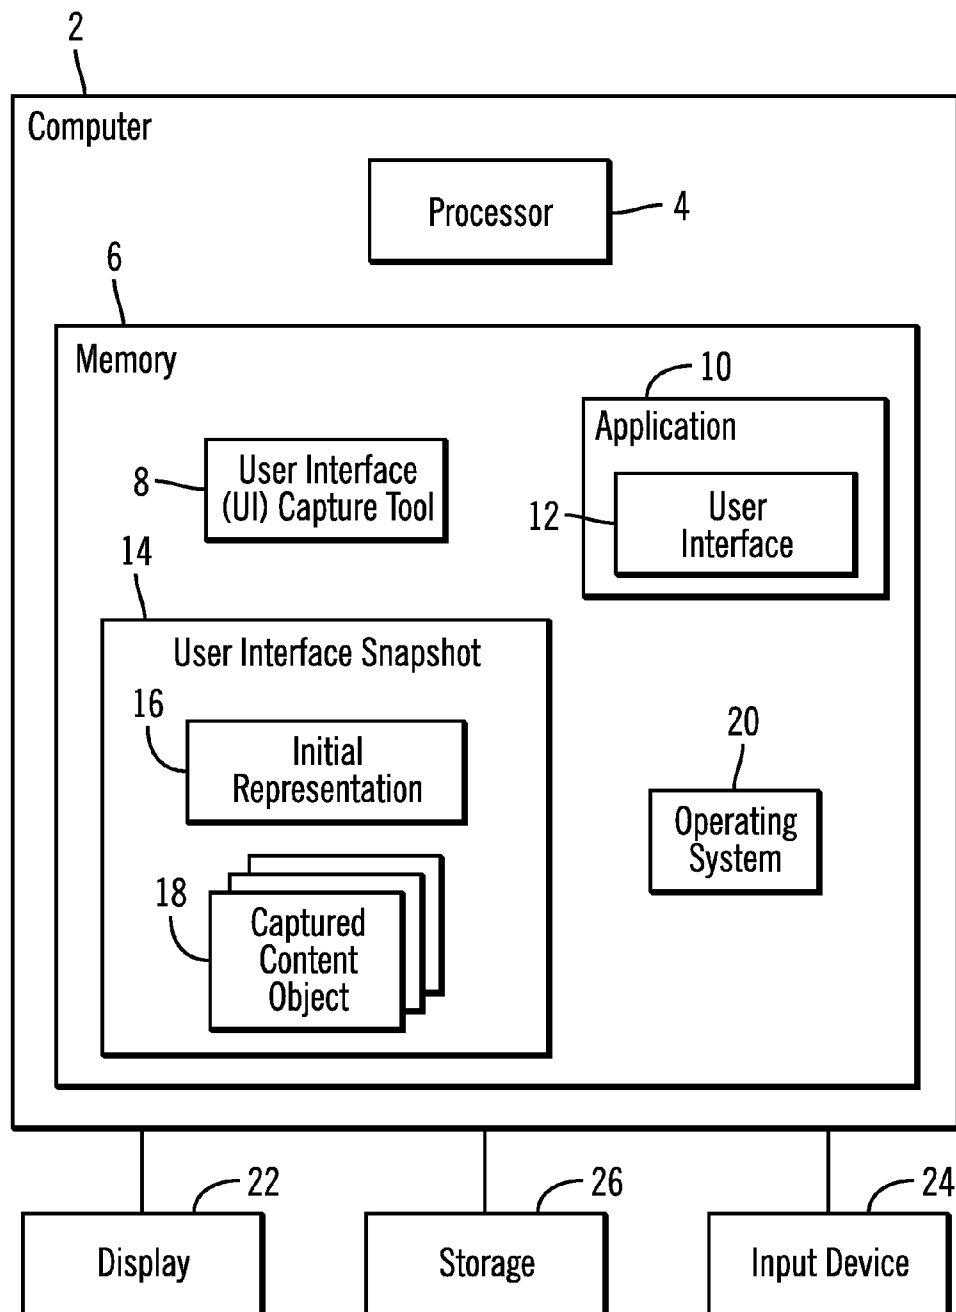 2
Computer
Processor
4
6
Memory
10
Application
8
User Interface
(UI) Capture Tool
12
User
Interface
14
User Interface Snapshot
16
Initial
Representation
20
Operating
System
18
Captured
Content
Object
22
26
24
Display
Storage
Input Device